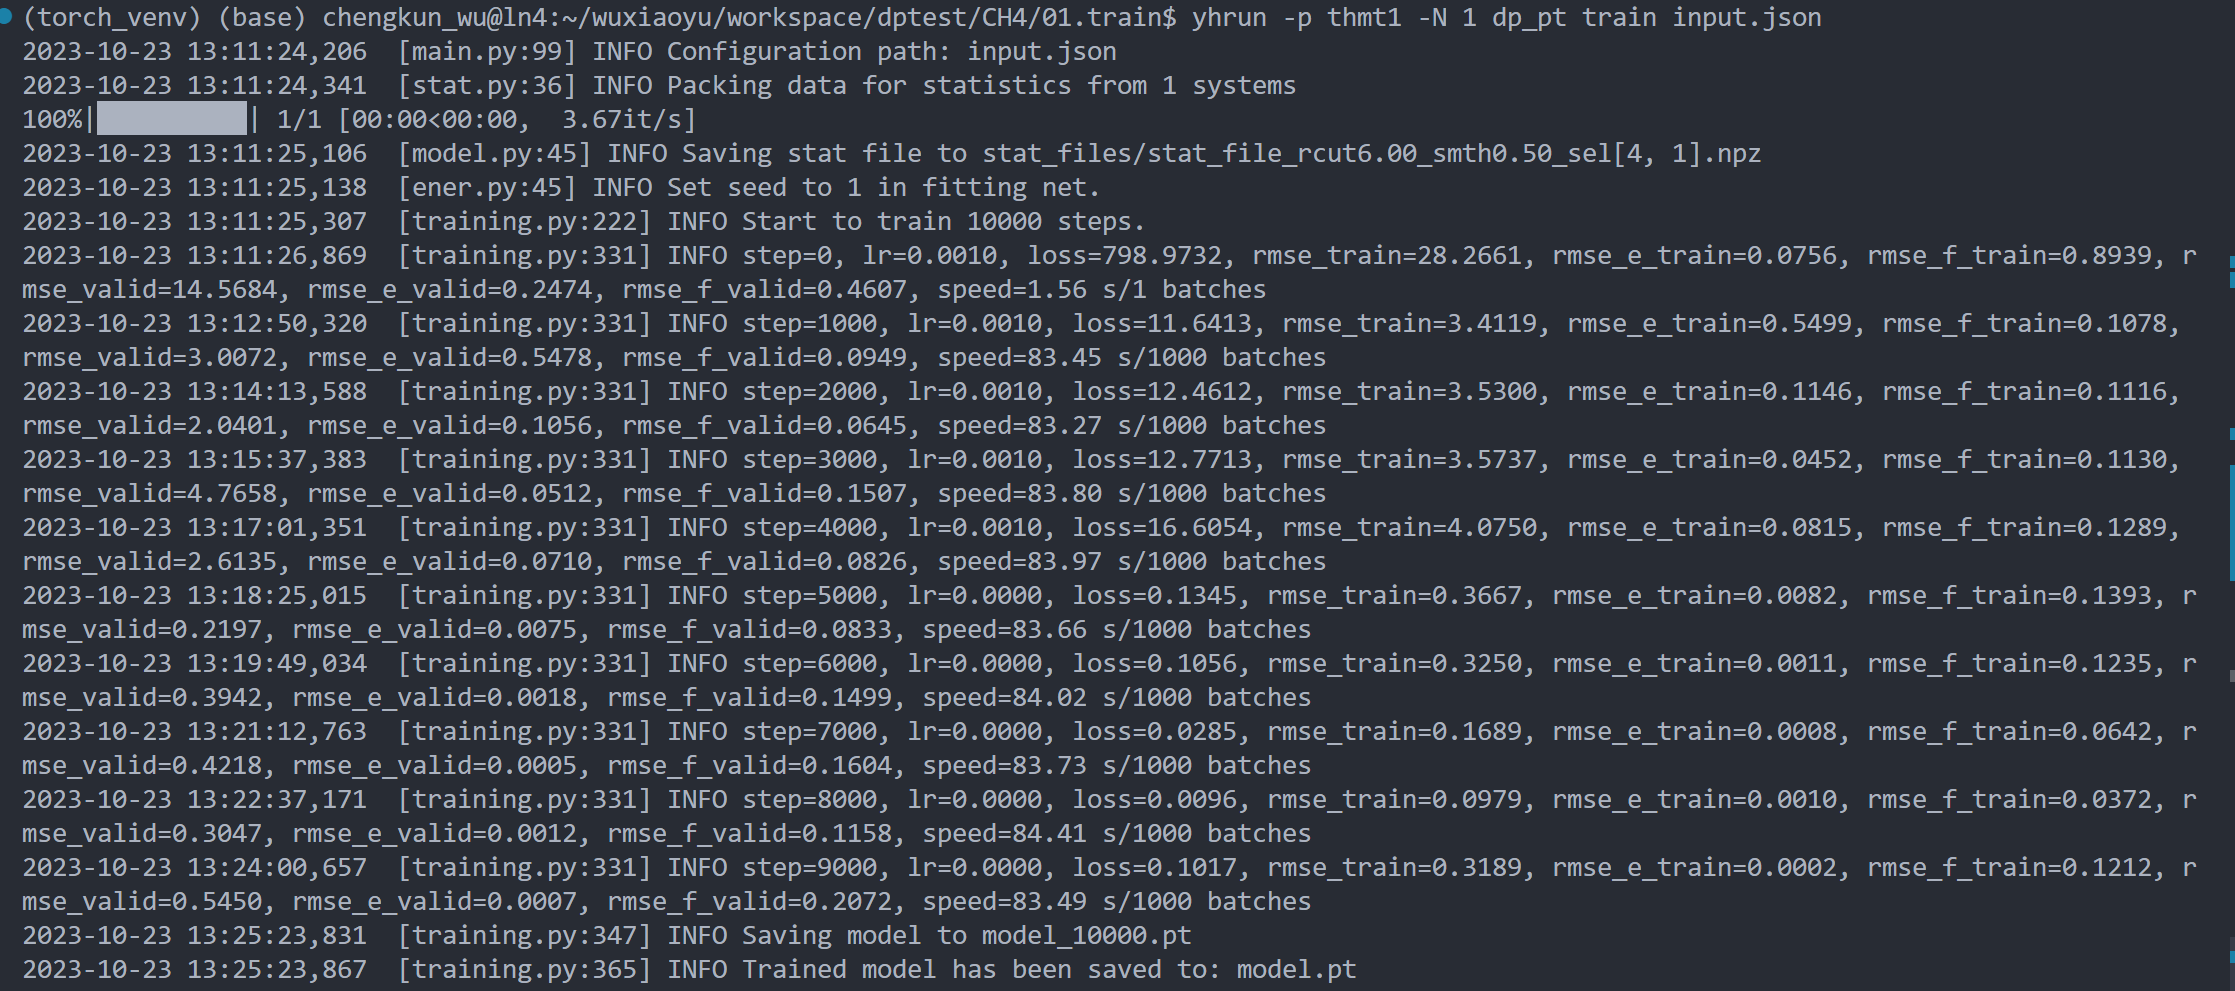 (torch_venv) (base) chengkun_wu@ln4:~/wuxiaoyu/workspace/dptest/CH4/01.train$ yhrun -p thmt1 -N 1 dp_pt train input.json
2023-10-23 13:11:24,206  [main.py:99] INFO Configuration path: input.json
2023-10-23 13:11:24,341  [stat.py:36] INFO Packing data for statistics from 1 systems
100%|██████████| 1/1 [00:00<00:00,  3.67it/s]
2023-10-23 13:11:25,106  [model.py:45] INFO Saving stat file to stat_files/stat_file_rcut6.00_smth0.50_sel[4, 1].npz
2023-10-23 13:11:25,138  [ener.py:45] INFO Set seed to 1 in fitting net.
2023-10-23 13:11:25,307  [training.py:222] INFO Start to train 10000 steps.
2023-10-23 13:11:26,869  [training.py:331] INFO step=0, lr=0.0010, loss=798.9732, rmse_train=28.2661, rmse_e_train=0.0756, rmse_f_train=0.8939, r
mse_valid=14.5684, rmse_e_valid=0.2474, rmse_f_valid=0.4607, speed=1.56 s/1 batches
2023-10-23 13:12:50,320  [training.py:331] INFO step=1000, lr=0.0010, loss=11.6413, rmse_train=3.4119, rmse_e_train=0.5499, rmse_f_train=0.1078,
rmse_valid=3.0072, rmse_e_valid=0.5478, rmse_f_valid=0.0949, speed=83.45 s/1000 batches
2023-10-23 13:14:13,588  [training.py:331] INFO step=2000, lr=0.0010, loss=12.4612, rmse_train=3.5300, rmse_e_train=0.1146, rmse_f_train=0.1116,
rmse_valid=2.0401, rmse_e_valid=0.1056, rmse_f_valid=0.0645, speed=83.27 s/1000 batches
2023-10-23 13:15:37,383  [training.py:331] INFO step=3000, lr=0.0010, loss=12.7713, rmse_train=3.5737, rmse_e_train=0.0452, rmse_f_train=0.1130,
rmse_valid=4.7658, rmse_e_valid=0.0512, rmse_f_valid=0.1507, speed=83.80 s/1000 batches
2023-10-23 13:17:01,351  [training.py:331] INFO step=4000, lr=0.0010, loss=16.6054, rmse_train=4.0750, rmse_e_train=0.0815, rmse_f_train=0.1289,
rmse_valid=2.6135, rmse_e_valid=0.0710, rmse_f_valid=0.0826, speed=83.97 s/1000 batches
2023-10-23 13:18:25,015  [training.py:331] INFO step=5000, lr=0.0000, loss=0.1345, rmse_train=0.3667, rmse_e_train=0.0082, rmse_f_train=0.1393, r
mse_valid=0.2197, rmse_e_valid=0.0075, rmse_f_valid=0.0833, speed=83.66 s/1000 batches
2023-10-23 13:19:49,034  [training.py:331] INFO step=6000, lr=0.0000, loss=0.1056, rmse_train=0.3250, rmse_e_train=0.0011, rmse_f_train=0.1235, r
mse_valid=0.3942, rmse_e_valid=0.0018, rmse_f_valid=0.1499, speed=84.02 s/1000 batches
2023-10-23 13:21:12,763  [training.py:331] INFO step=7000, lr=0.0000, loss=0.0285, rmse_train=0.1689, rmse_e_train=0.0008, rmse_f_train=0.0642, r
mse_valid=0.4218, rmse_e_valid=0.0005, rmse_f_valid=0.1604, speed=83.73 s/1000 batches
2023-10-23 13:22:37,171  [training.py:331] INFO step=8000, lr=0.0000, loss=0.0096, rmse_train=0.0979, rmse_e_train=0.0010, rmse_f_train=0.0372, r
mse_valid=0.3047, rmse_e_valid=0.0012, rmse_f_valid=0.1158, speed=84.41 s/1000 batches
2023-10-23 13:24:00,657  [training.py:331] INFO step=9000, lr=0.0000, loss=0.1017, rmse_train=0.3189, rmse_e_train=0.0002, rmse_f_train=0.1212, r
mse_valid=0.5450, rmse_e_valid=0.0007, rmse_f_valid=0.2072, speed=83.49 s/1000 batches
2023-10-23 13:25:23,831  [training.py:347] INFO Saving model to model_10000.pt
2023-10-23 13:25:23,867  [training.py:365] INFO Trained model has been saved to: model.pt